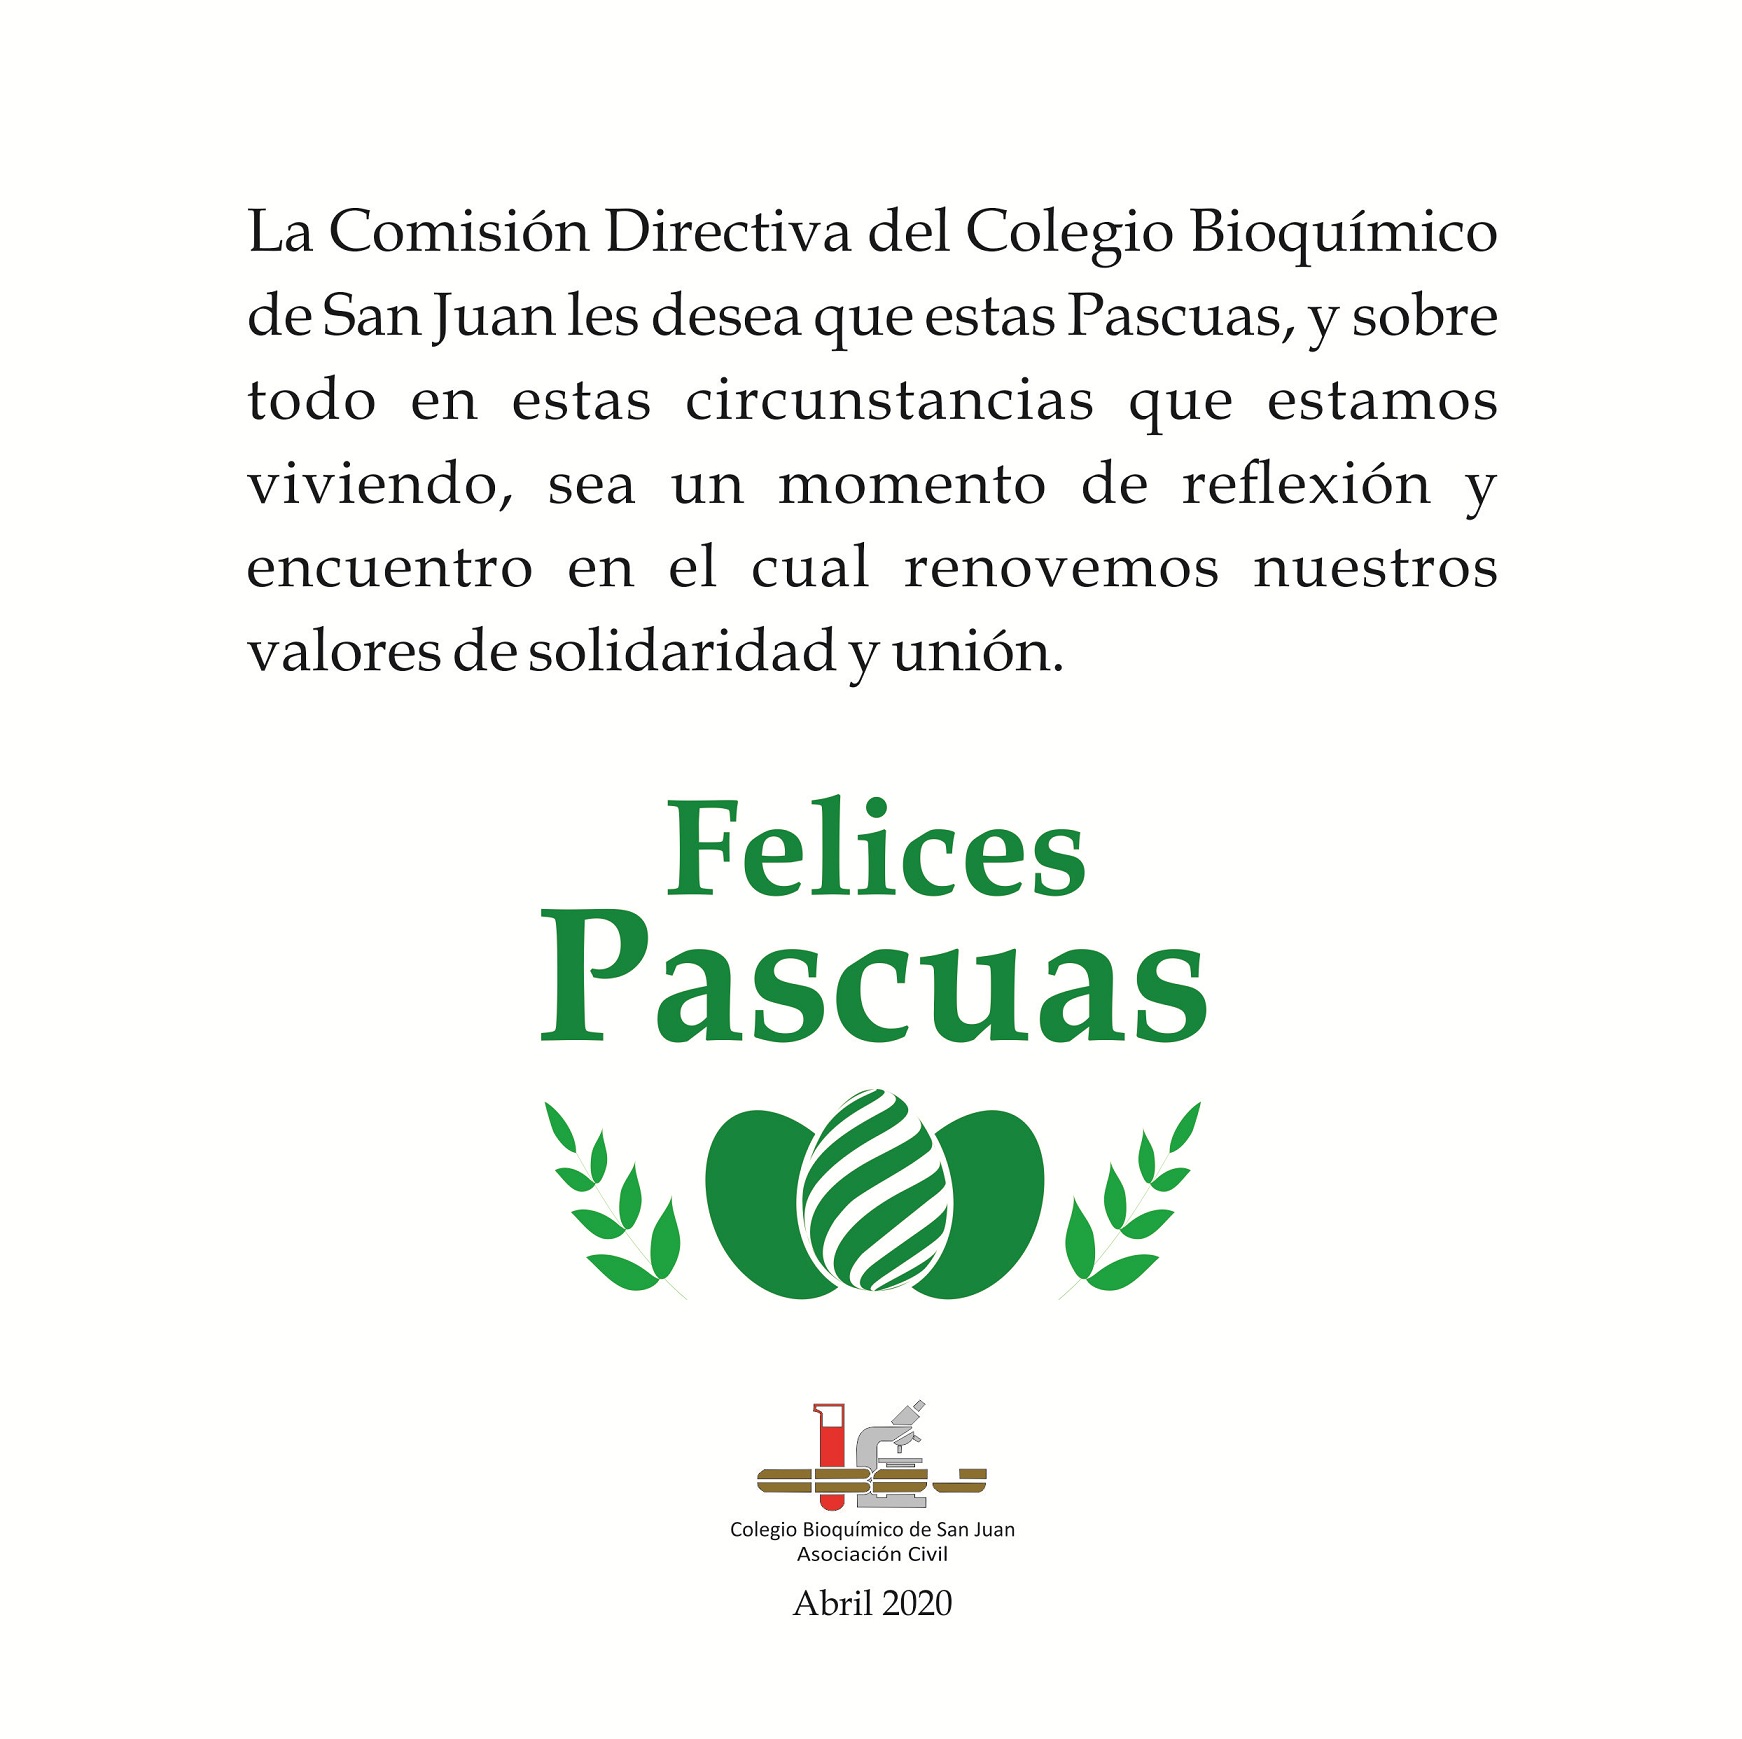 La Comisión Directiva del Colegio Bioquímico
de San Juan les desea que estas Pascuas, y sobre
todo en estas circunstancias que estamos
viviendo, sea un momento de reflexión y
encuentro en el cual renovemos nuestros
valores de solidaridad y unión.
Felices
Pascuas
CBSJ
Colegio Bioquímico de San Juan
Asociación Civil
Abril 2020